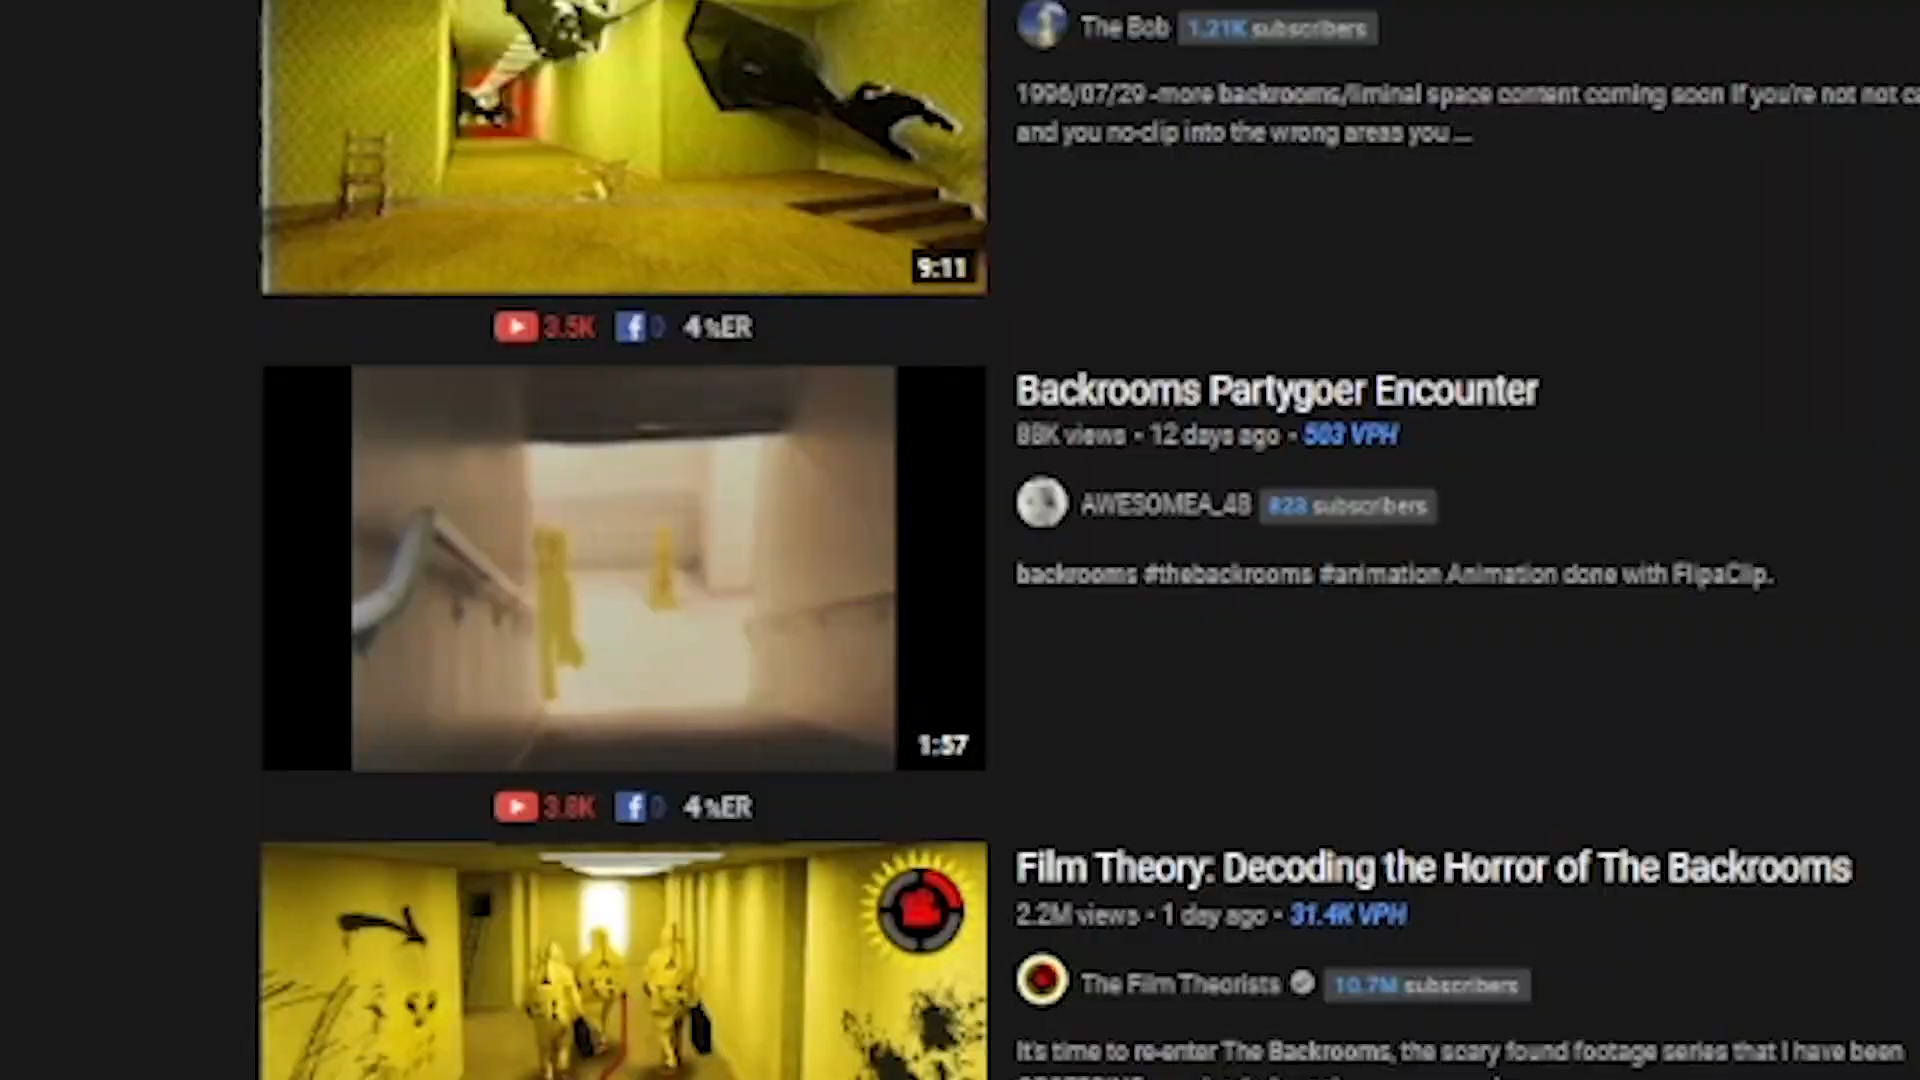 The Bob 1.21K subscribers
1996/07/29 -more backrooms/liminal space content coming soon If you're not not
and you no-clip into the wrong areas you ...
9:11
3.5K 0 4%ER
Backrooms Partygoer Encounter
88K views • 12 days ago • 503 VPH
AWESOMEA_48 823 subscribers
backrooms #thebackrooms #animation Animation done with FlipaClip.
1:57
3.8K 0 4%ER
Film Theory: Decoding the Horror of The Backrooms
2.2M views • 1 day ago • 31.4K VPH
The Film Theorists 10.7M subscribers
It's time to re-enter The Backrooms, the scary found footage series that I have been